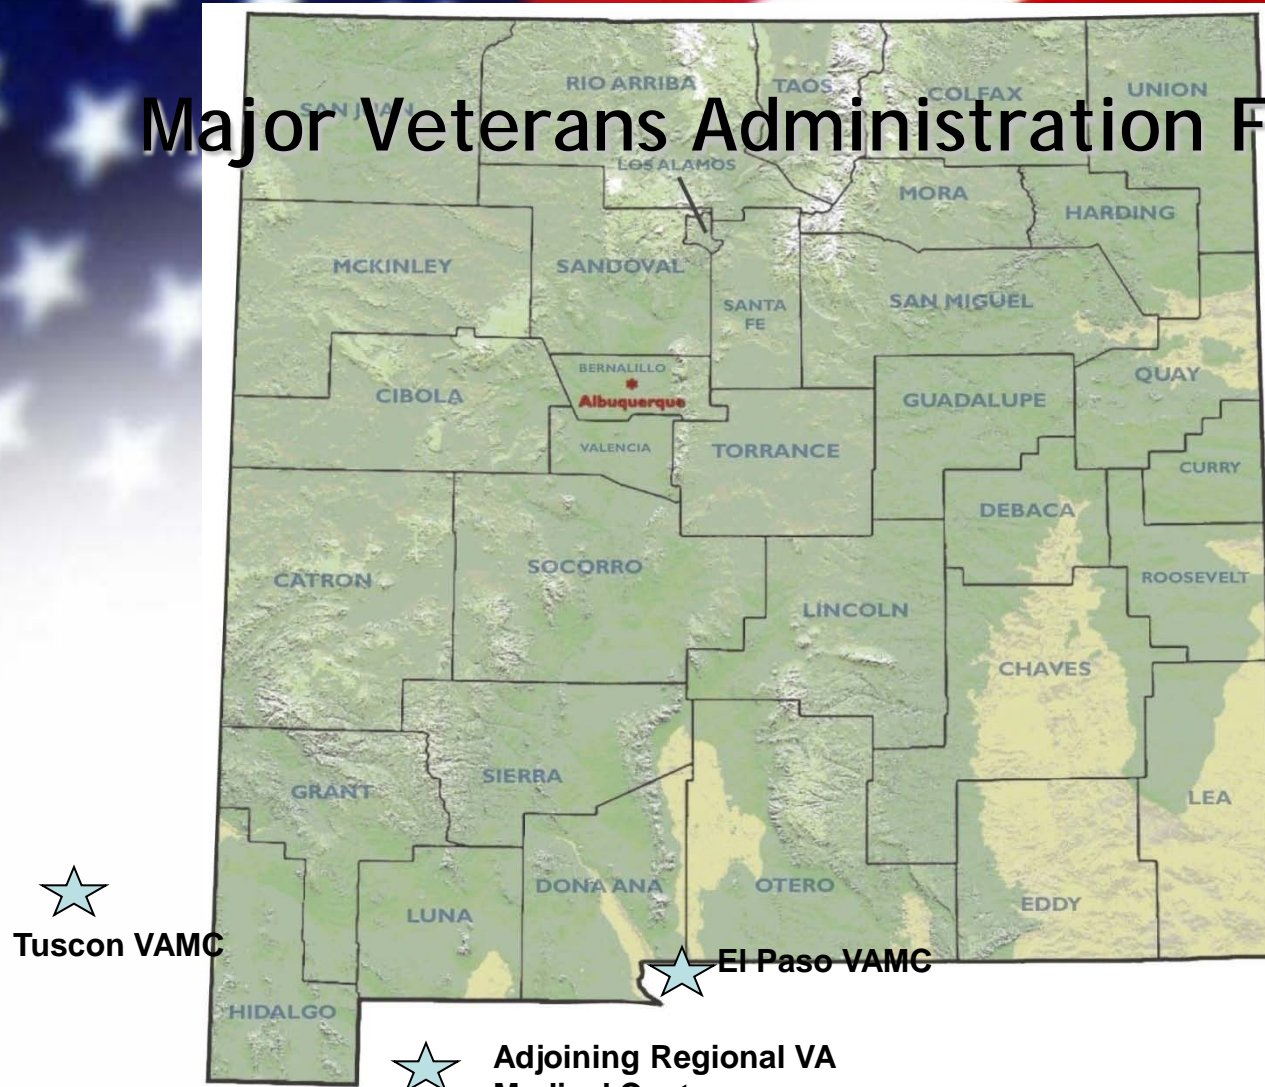 Major Veterans Administration F
SAN JUAN
RIO ARRIBA
TAOS
COLFAX
UNION
LOS ALAMOS
MORA
HARDING
MCKINLEY
SANDOVAL
SANTA
FE
SAN MIGUEL
BERNALILLO
Albuquerque
CIBOLA
QUAY
GUADALUPE
VALENCIA
TORRANCE
CURRY
DEBACA
CATRON
SOCORRO
ROOSEVELT
LINCOLN
CHAVES
SIERRA
GRANT
LEA
DONA ANA
OTERO
EDDY
LUNA
Tuscon VAMC
El Paso VAMC
HIDALGO
Adjoining Regional VA
Medical Cent